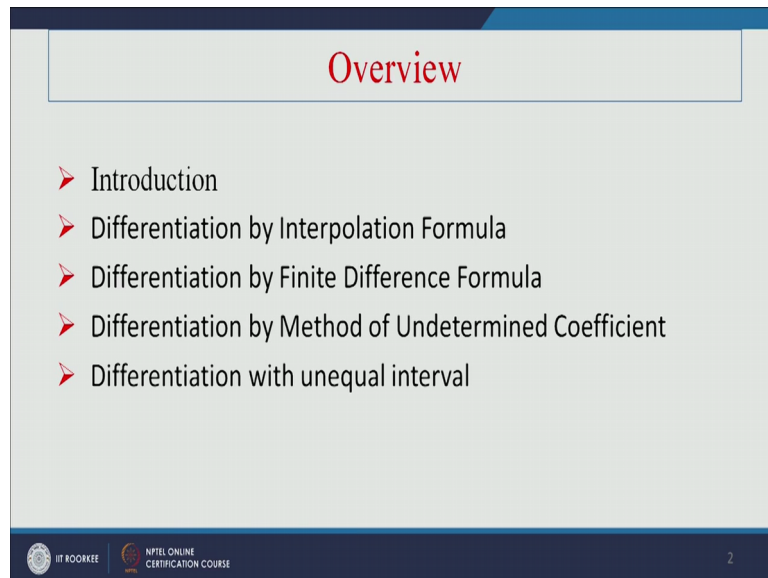 Overview
Introduction
Differentiation by Interpolation Formula
Differentiation by Finite Difference Formula
Differentiation by Method of Undetermined Coefficient
Differentiation with unequal interval
IIT ROORKEE
NPTEL ONLINE
CERTIFICATION COURSE
2